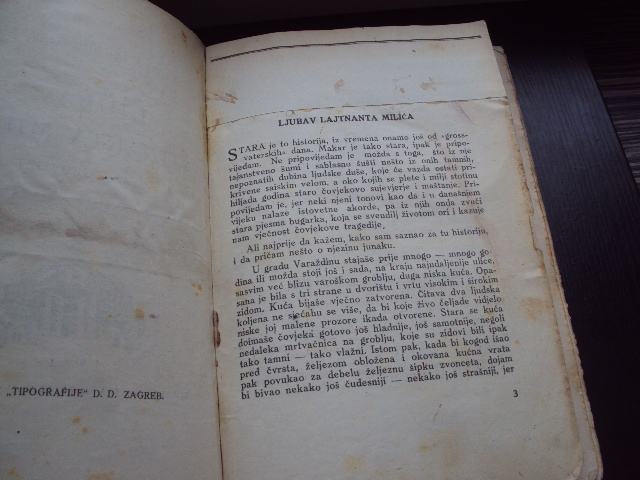 „TIPOGRAFIJE" D. D. ZAGREB.
LJUBAV LAJTNANTA MILIĆA
STARA je to historija, iz vremena onamo još od »gross-
vaterskih« dana. Makar je tako stara, ipak je pripo-
vijedam. Ne pripovijedam je možda s toga, što iz nje
tajanstveno šumi i sablasno šušti nešto iz onih tamnih,
nepoznatih dubina ljudske duše, koje će vazda ostati pri-
krivene saiskim velom, a oko kojih se plete i milji stotinu
hiljada godina staro čovjekovo sujevjerje i maštanje. Pri-
povijedam je, jer neki njeni tonovi kao da i u današnjem
vijeku nalaze istovetne akorde, pa iz njih onda zveči
stara pjesma bugarka, koja se svendilj životom ori i kazuje
nam vječnost čovjekove tragedije.
Ali najprije da kažem, kako sam saznao za tu historiju,
i da pričam nešto o njezinu junaku.
U gradu Varaždinu stajaše prije mnogo — mnogo go-
dina ili možda stoji još i sada, na kraju najudaljenije ulice,
sasvim već blizu varoškom groblju, duga niska kuća. Opa-
sana je bila s tri strane u dvorištu i vrtu visokim i širokim
zidom. Kuća bijaše vječno zatvorena. Čitava dva ljudska
koljena ne sjećahu se više, da bi koje živo čeljade vidjelo
niske joj malene prozore ikada otvorene. Stara se kuća
doimaše čovjeka gotovo još hladnije, još samotnije, negoli
nedaleka mrtvačnica na groblju, koje su zidovi bili ipak
tako tamni — tako vlažni. Istom pak, kada bi kogod išao
pred čvrsta, željezom obložena i okovana kućna vrata
pak povukao za debelu željeznu šipku zvonceta, dojam
bi bivao nekako još čudesniji — nekako još strašniji, jer
3